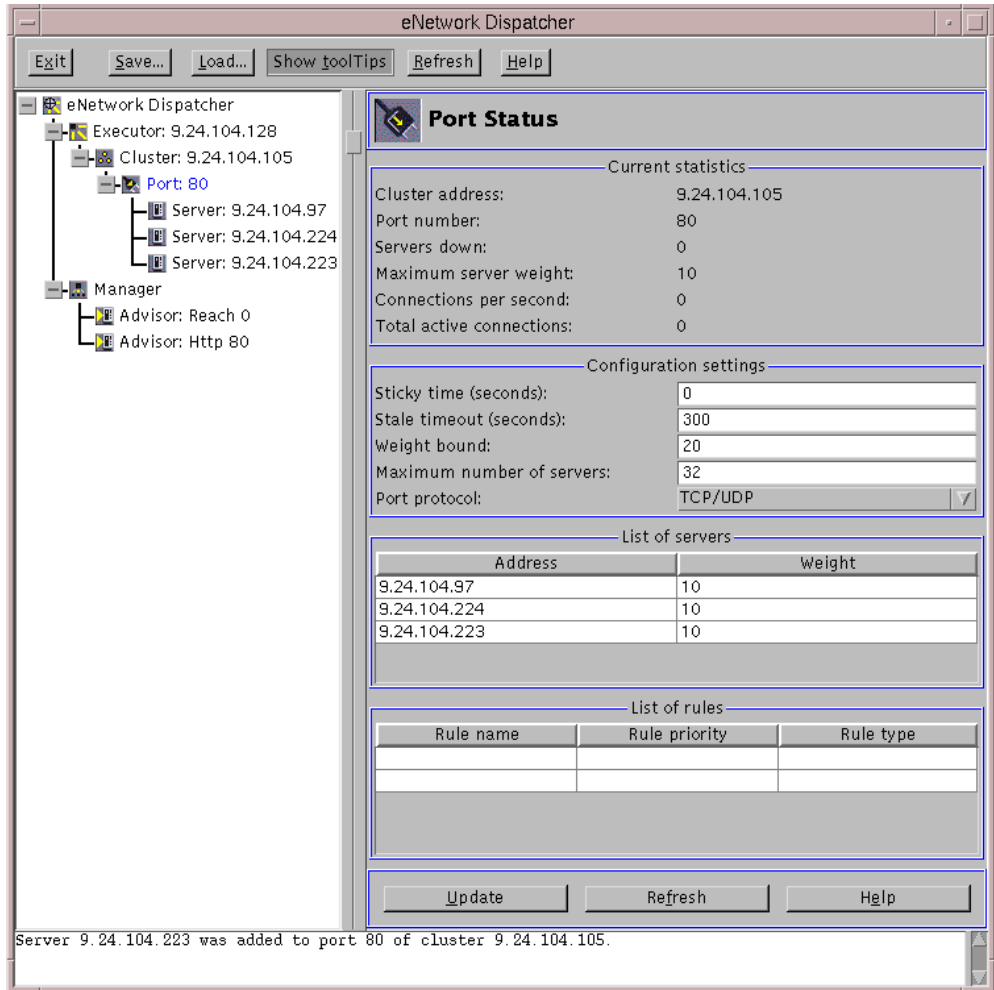 eNetwork Dispatcher
Exit Save... Load... Show toolTips Refresh Help
eNetwork Dispatcher
Executor: 9.24.104.128
Cluster: 9.24.104.105
Port: 80
Server: 9.24.104.97
Server: 9.24.104.224
Server: 9.24.104.223
Manager
Advisor: Reach 0
Advisor: Http 80
Port Status
Current statistics
Cluster address: 9.24.104.105
Port number: 80
Servers down: 0
Maximum server weight: 10
Connections per second: 0
Total active connections: 0
Configuration settings
Sticky time (seconds): 0
Stale timeout (seconds): 300
Weight bound: 20
Maximum number of servers: 32
Port protocol: TCP/UDP
List of servers
Address Weight
9.24.104.97 10
9.24.104.224 10
9.24.104.223 10
List of rules
Rule name Rule priority Rule type
Update Refresh Help
Server 9.24.104.223 was added to port 80 of cluster 9.24.104.105.